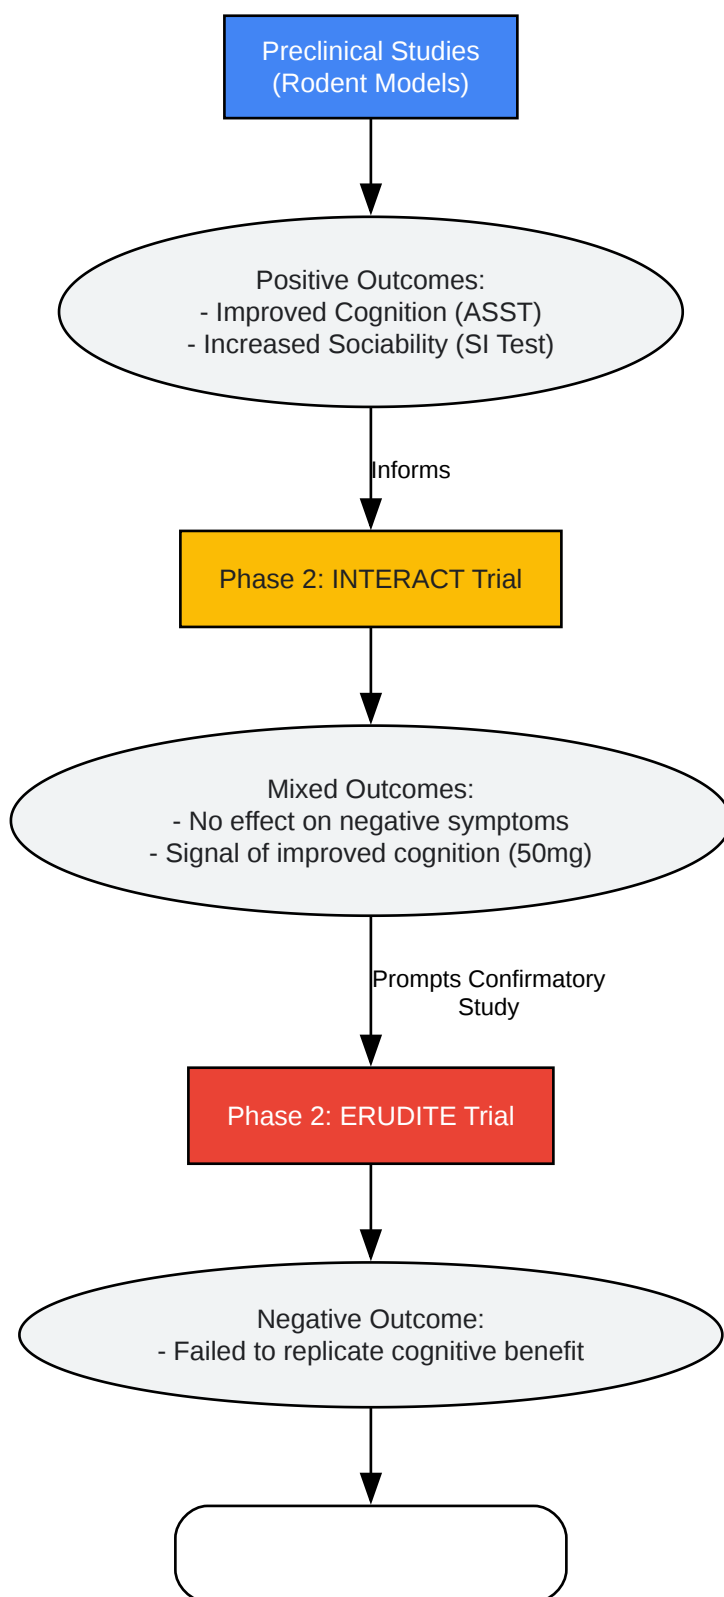 Preclinical Studies
(Rodent Models)
Positive Outcomes:
- Improved Cognition (ASST)
- Increased Sociability (SI Test)
Informs
Phase 2: INTERACT Trial
Mixed Outcomes:
- No effect on negative symptoms
- Signal of improved cognition (50mg)
Prompts Confirmatory
Study
Phase 2: ERUDITE Trial
Negative Outcome:
- Failed to replicate cognitive benefit